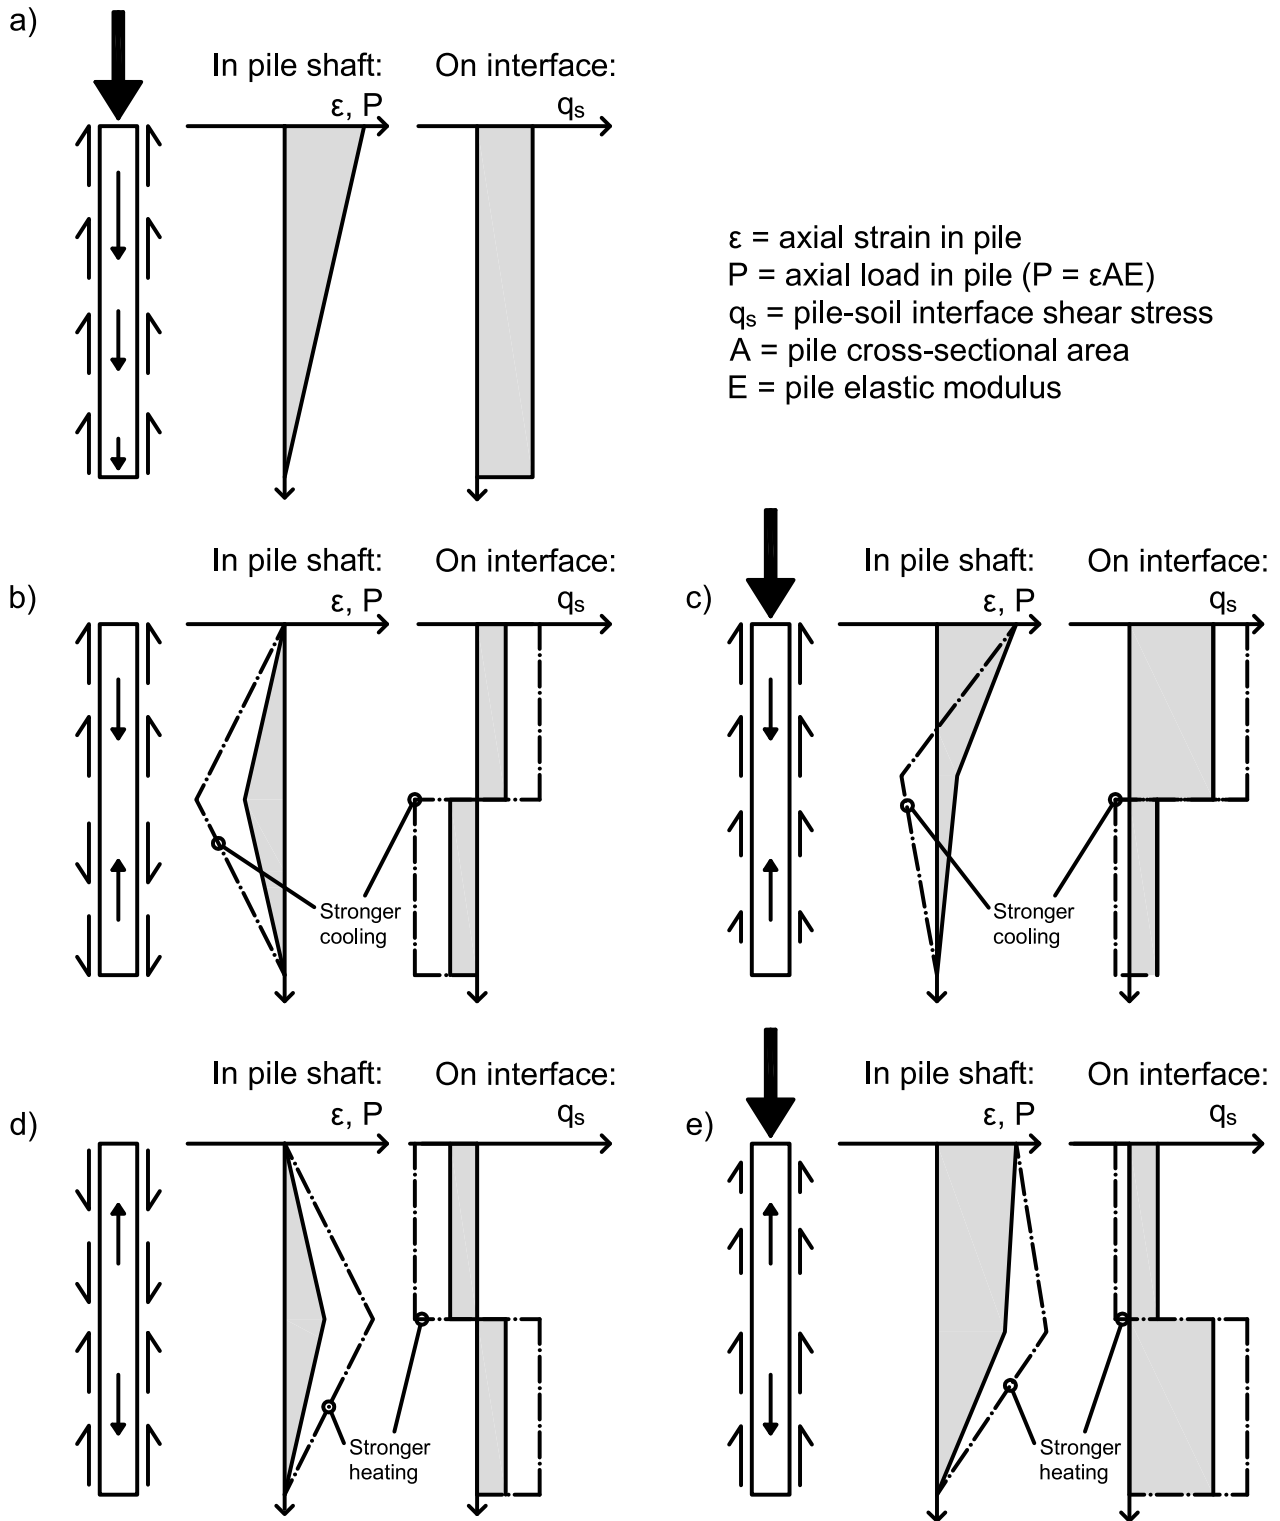 a)
In pile shaft:
On interface:
ε, P
qₛ
ε = axial strain in pile
P = axial load in pile (P = εAE)
qₛ = pile-soil interface shear stress
A = pile cross-sectional area
E = pile elastic modulus
b)
In pile shaft:
On interface:
ε, P
qₛ
Stronger
cooling
c)
In pile shaft:
On interface:
ε, P
qₛ
Stronger
cooling
d)
In pile shaft:
On interface:
ε, P
qₛ
Stronger
heating
e)
In pile shaft:
On interface:
ε, P
qₛ
Stronger
heating